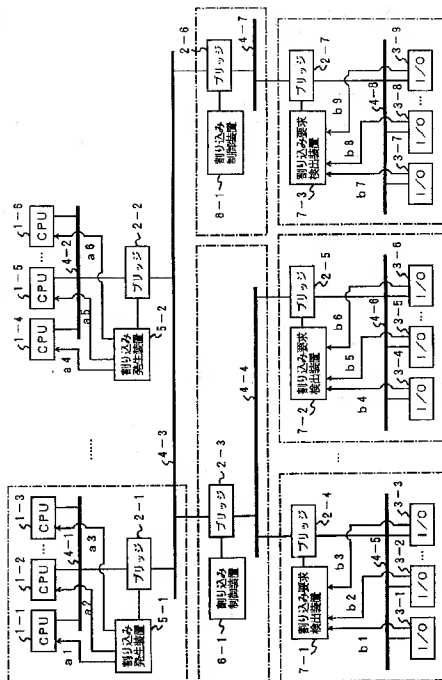 1-1
CPU
1-2
CPU
…
1-3
CPU
4-1
a1
a2
a3
割り込み
発生装置
5-1
ブリッジ
2-1
……
1-4
CPU
1-5
CPU
…
1-6
CPU
4-2
a4
a5
a6
割り込み
発生装置
5-2
ブリッジ
2-2
4-3
割り込み
制御装置
6-1
ブリッジ
2-3
4-4
割り込み
制御装置
8-1
ブリッジ
2-6
4-7
割り込み要求
検出装置
7-1
ブリッジ
2-4
b1
b2
b3
4-5
3-1
I/O
3-2
I/O
…
3-3
I/O
…
割り込み要求
検出装置
7-2
ブリッジ
2-5
b4
b5
b6
4-6
3-4
I/O
3-5
I/O
…
3-6
I/O
割り込み要求
検出装置
7-3
ブリッジ
2-7
b7
b8
b9
4-8
3-7
I/O
3-8
I/O
…
3-9
I/O